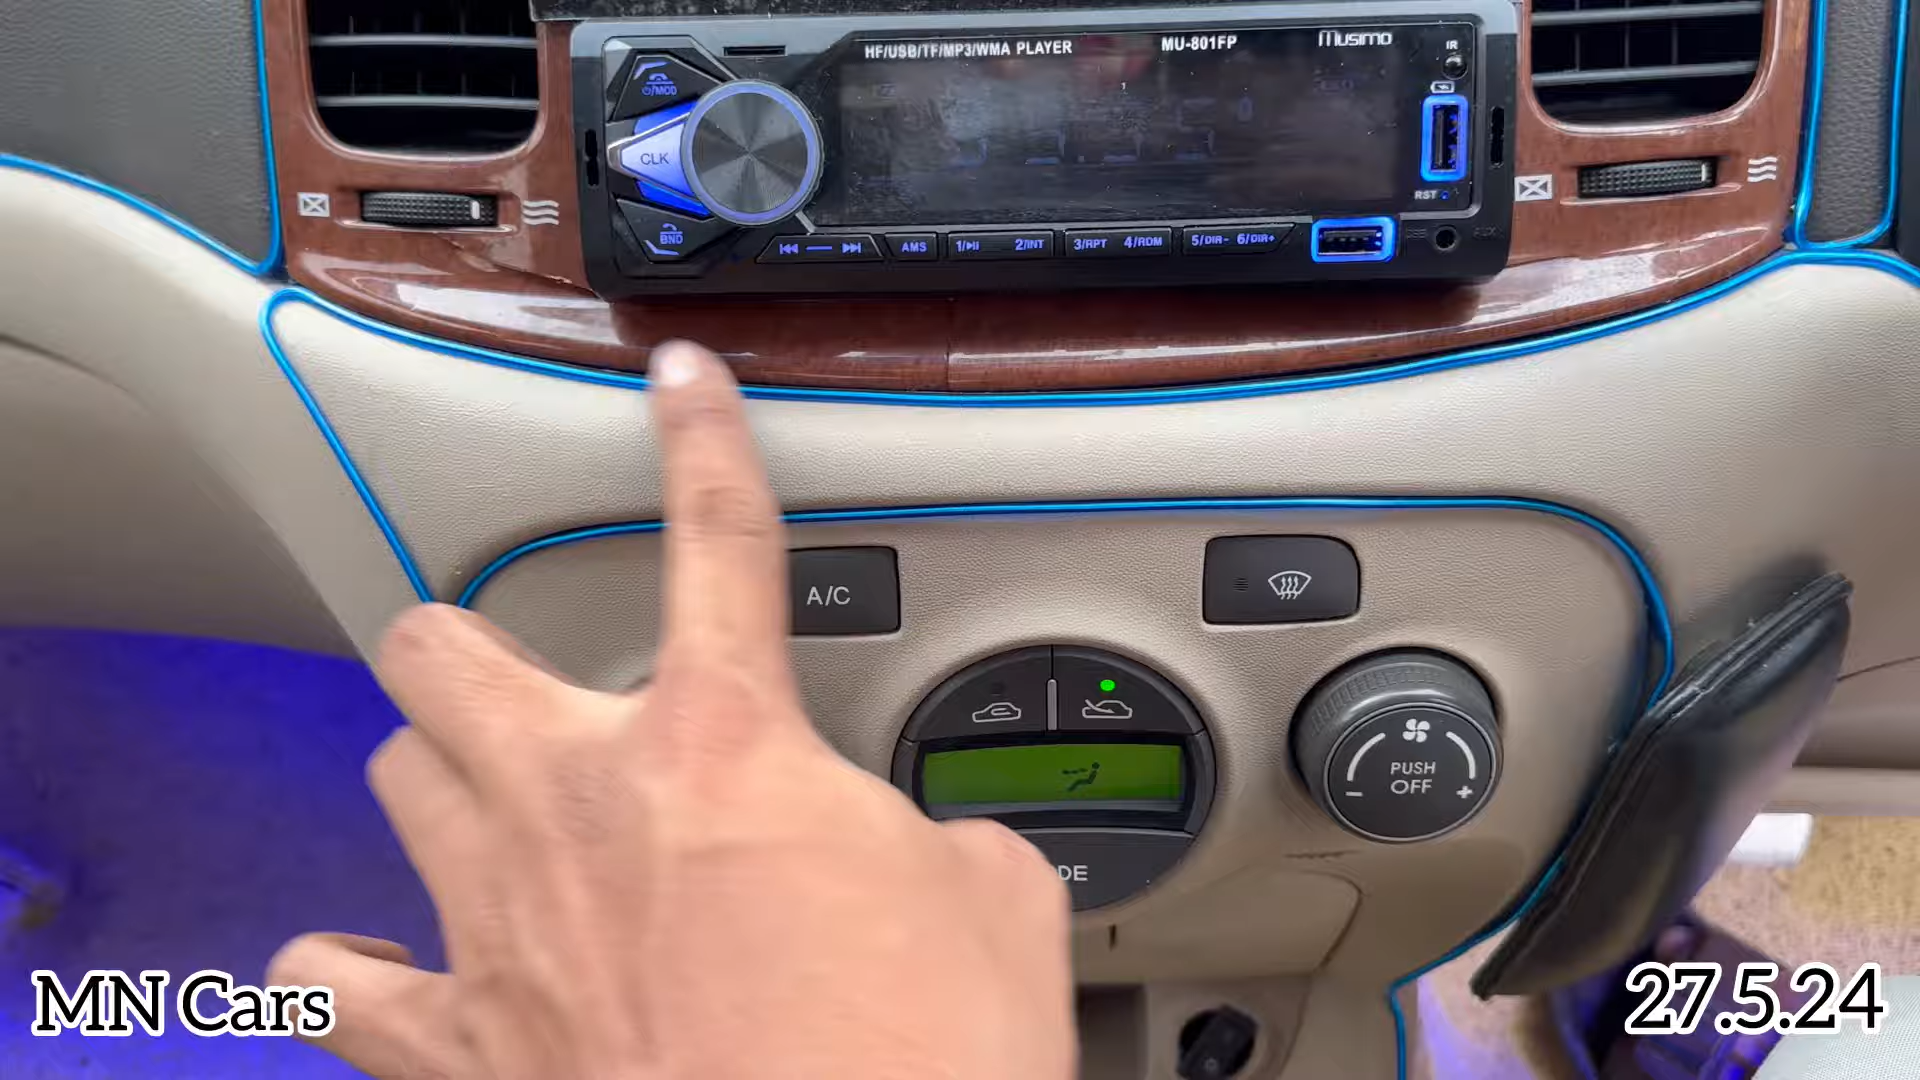 HF/USB/TF/MP3/WMA PLAYER MU-801FP Musimo
IR
⏻/MOD
CLK
BND
RST
AMS 1/▶II 2/INT 3/RPT 4/RDM 5/DIR- 6/DIR+
A/C
PUSH
OFF
DE
MN Cars
27.5.24